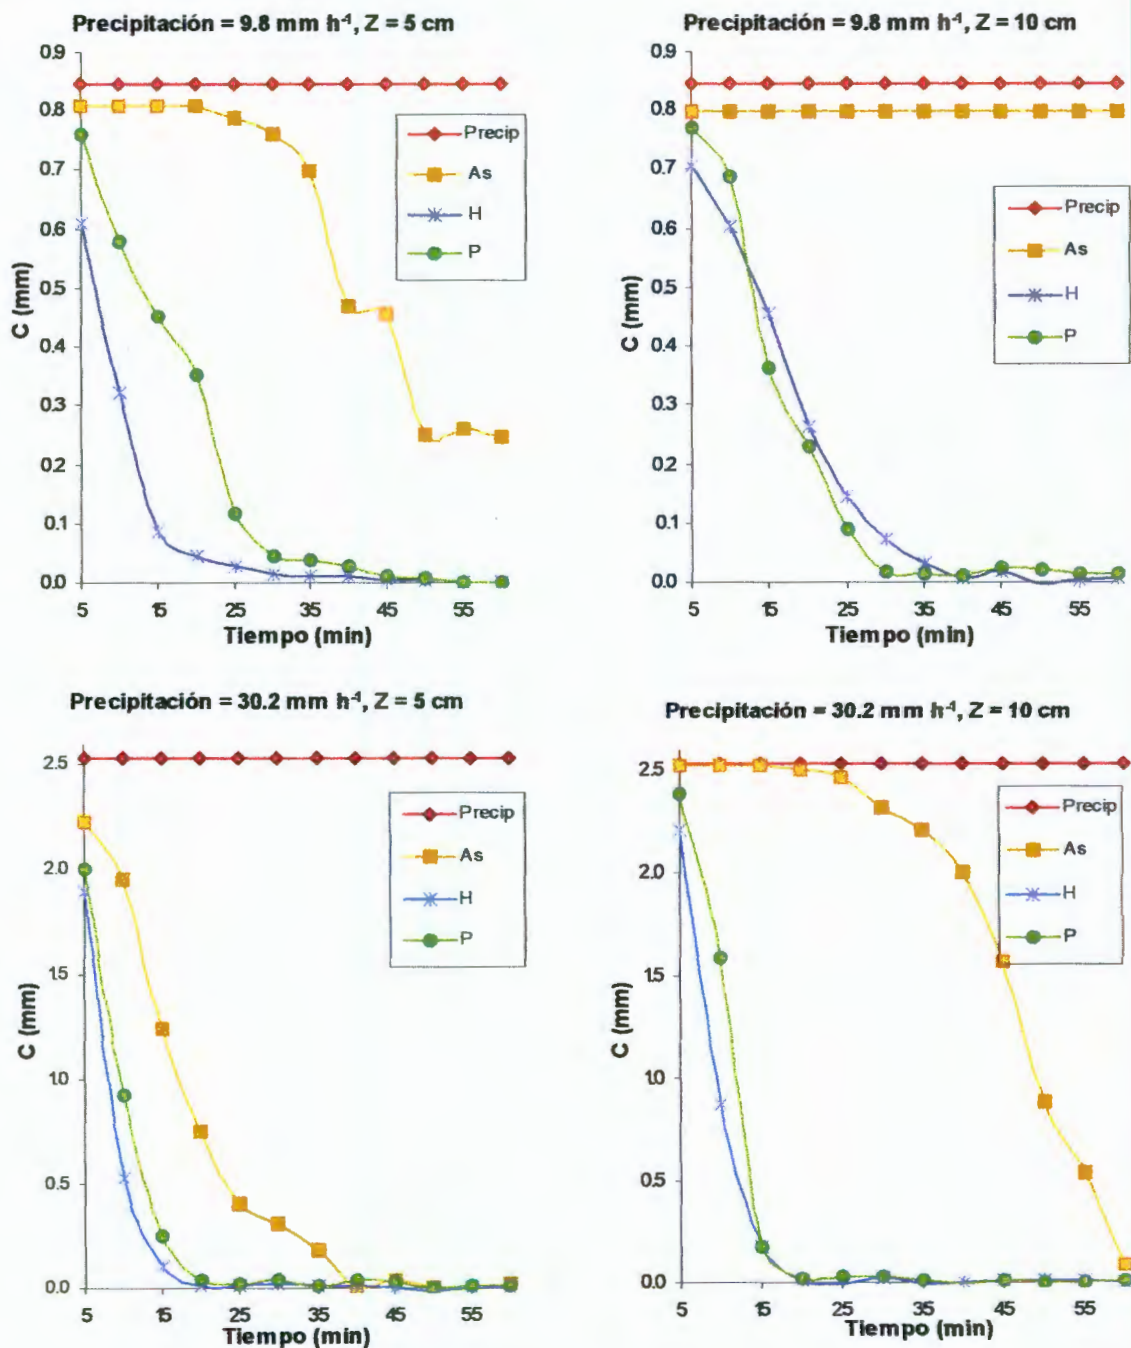 Precipitación = 9.8 mm h⁻¹, Z = 5 cm
0.9
0.8
0.7
0.6
0.5
0.4
0.3
0.2
0.1
0.0
C (mm)
Precip
As
H
P
5
15
25
35
45
55
Tiempo (min)
Precipitación = 9.8 mm h⁻¹, Z = 10 cm
0.9
0.8
0.7
0.6
0.5
0.4
0.3
0.2
0.1
0.0
C (mm)
Precip
As
H
P
5
15
25
35
45
55
Tiempo (min)
Precipitación = 30.2 mm h⁻¹, Z = 5 cm
2.5
2.0
1.5
1.0
0.5
0.0
C (mm)
Precip
As
H
P
5
15
25
35
45
55
Tiempo (min)
Precipitación = 30.2 mm h⁻¹, Z = 10 cm
2.5
2.0
1.5
1.0
0.5
0.0
C (mm)
Precip
As
H
P
5
15
25
35
45
55
Tiempo (min)